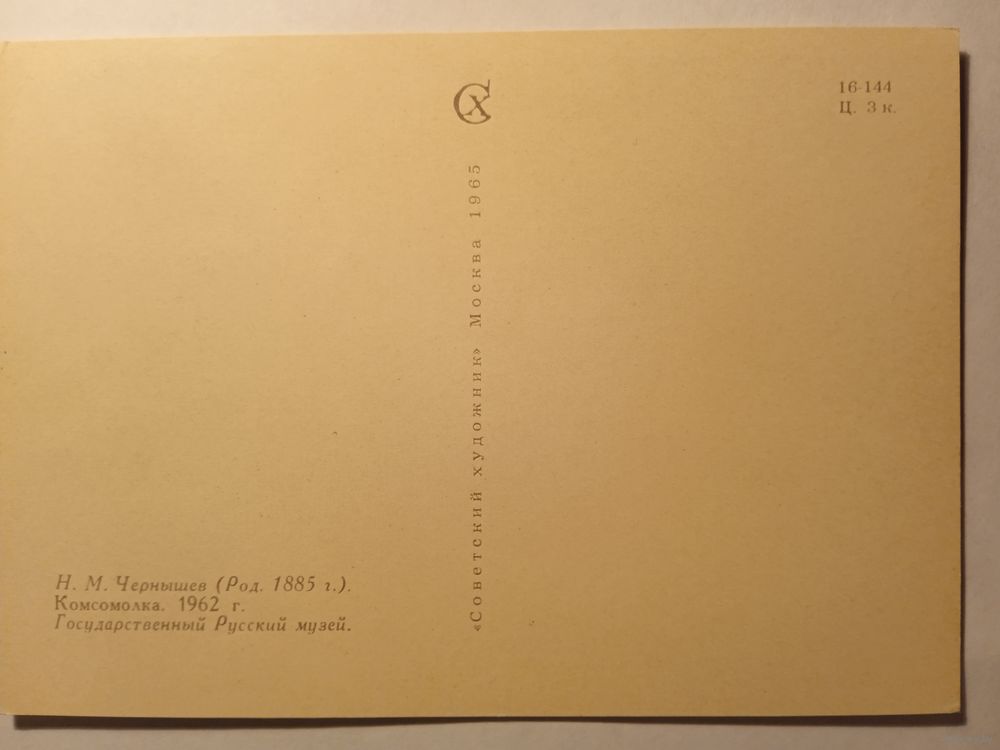 СХ
16-144
Ц. 3 к.
«Советский художник» Москва 1965
Н. М. Чернышев (Род. 1885 г.).
Комсомолка. 1962 г.
Государственный Русский музей.